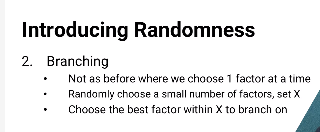 Introducing Randomness
2. Branching
• Not as before where we choose 1 factor at a time
• Randomly choose a small number of factors, set X
• Choose the best factor within X to branch on